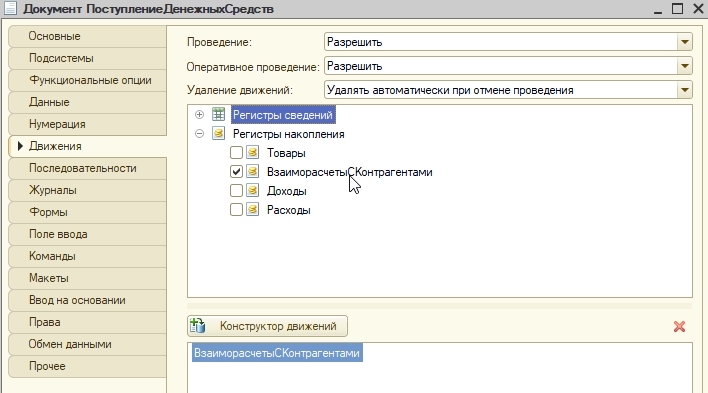 Документ ПоступлениеДенежныхСредств
Основные
Подсистемы
Функциональные опции
Данные
Нумерация
Движения
Последовательности
Журналы
Формы
Поле ввода
Команды
Макеты
Ввод на основании
Права
Обмен данными
Прочее
Проведение: Разрешить
Оперативное проведение: Разрешить
Удаление движений: Удалять автоматически при отмене проведения
Регистры сведений
Регистры накопления
Товары
ВзаиморасчетыСКонтрагентами
Доходы
Расходы
Конструктор движений
ВзаиморасчетыСКонтрагентами